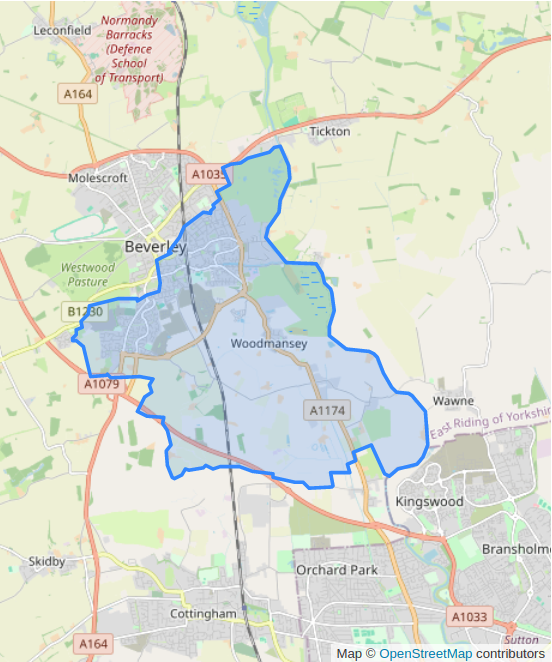 Leconfield
Normandy
Barracks
(Defence
School
of Transport)
A164
Tickton
A1035
Molescroft
Beverley
Westwood
Pasture
B1230
Woodmansey
A1079
Wawne
A1174
East Riding of Yorkshir
Kingswood
Bransholme
Orchard Park
Skidby
Cottingham
A1033
A164
Sutton
Map © OpenStreetMap contributors